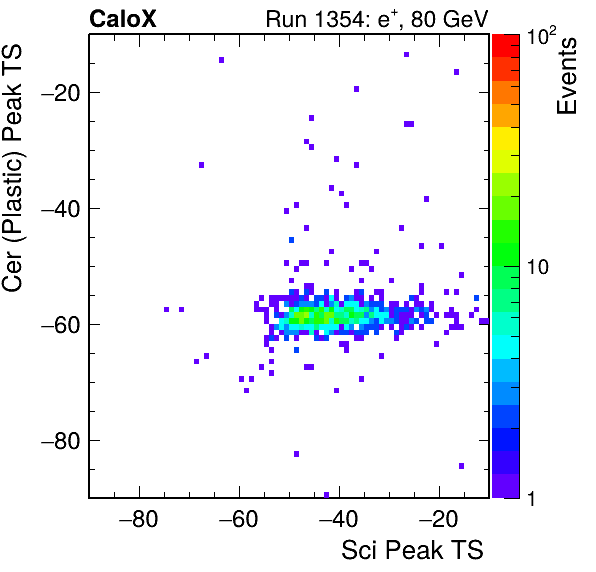 CaloX Run 1354: e⁺, 80 GeV
Cer (Plastic) Peak TS
−20
−40
−60
−80
−80 −60 −40 −20
Sci Peak TS
10²
10
1
Events